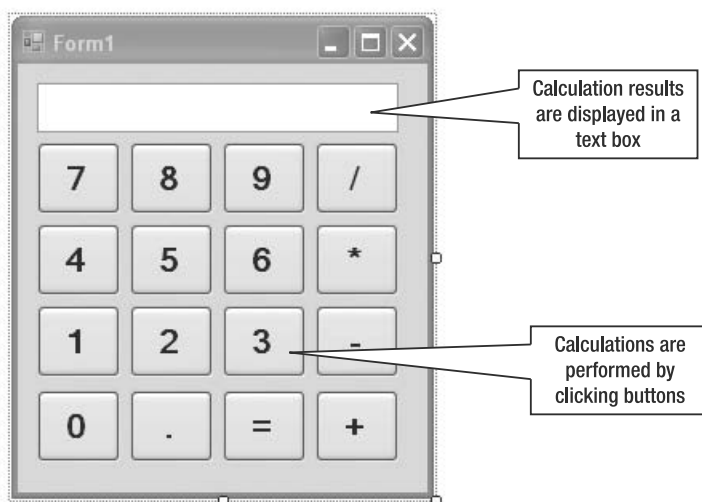 Form1
Calculation results
are displayed in a
text box
7 8 9 /
4 5 6 *
1 2 3 -
Calculations are
performed by
clicking buttons
0 . = +